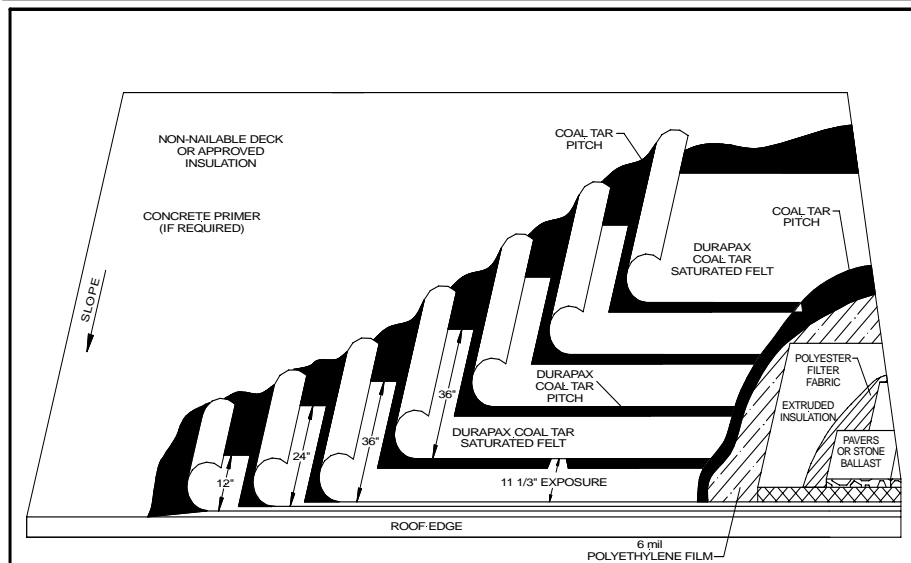 NON-NAILABLE DECK
OR APPROVED
INSULATION
CONCRETE PRIMER
(IF REQUIRED)
SLOPE
COAL TAR
PITCH
COAL TAR
PITCH
DURAPAX
COAL TAR
SATURATED FELT
POLYESTER
FILTER
FABRIC
EXTRUDED
INSULATION
PAVERS
OR STONE
BALLAST
DURAPAX
COAL TAR
PITCH
DURAPAX COAL TAR
SATURATED FELT
36"
36"
24"
12"
11 1/3" EXPOSURE
ROOF EDGE
6 mil
POLYETHYLENE FILM